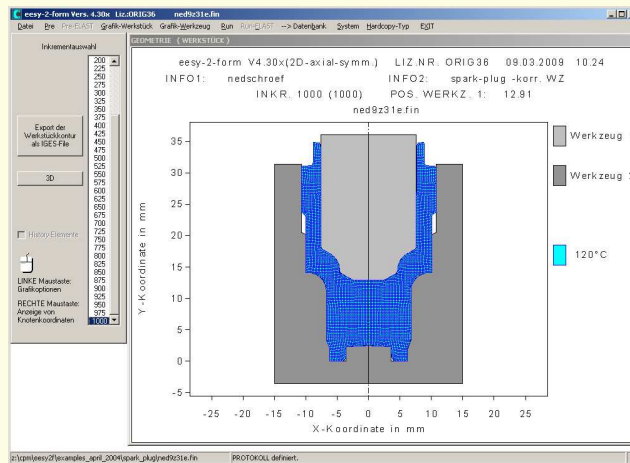 eesy-2-form Vers. 4.30x Liz.:ORIG36 ned9z31e.fin
Datei Pre Pre-ELAST Grafik-Werkstück Grafik-Werkzeug Run Run-ELAST --> Datenbank System Hardcopy-Typ EXIT
Inkrementauswahl
200
225
250
275
300
325
350
375
400
425
450
475
500
525
550
575
600
625
650
675
700
725
750
775
800
825
850
875
900
925
950
975
1000
Export der
Werkstückkontur
als IGES-File
3D
History Elemente
LINKE Maustaste:
Grafikoptionen
RECHTE Maustaste:
Anzeige von
Knotenkoordinaten
GEOMETRIE ( WERKSTÜCK )
eesy-2-form V4.30x(2D-axial-symm.) LIZ.NR. ORIG36 09.03.2009 10.24
INFO1: nedschroef INFO2: spark-plug -korr. WZ
INKR. 1000 (1000) POS. WERKZ. 1: 12.91
ned9z31e.fin
Werkzeug
Werkzeug
120°C
Y-Koordinate in mm
35
30
25
20
15
10
5
0
-5
-25 -20 -15 -10 -5 0 5 10 15 20 25
X-Koordinate in mm
z:\cpm\eesy2f\examples_april_2004\spark_plug\ned9z31e.fin PROTOKOLL definiert.